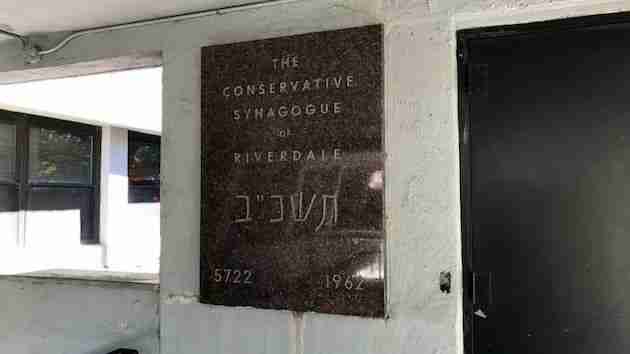 THE
CONSERVATIVE
SYNAGOGUE
of
RIVERDALE
תשכ"ב
5722 1962